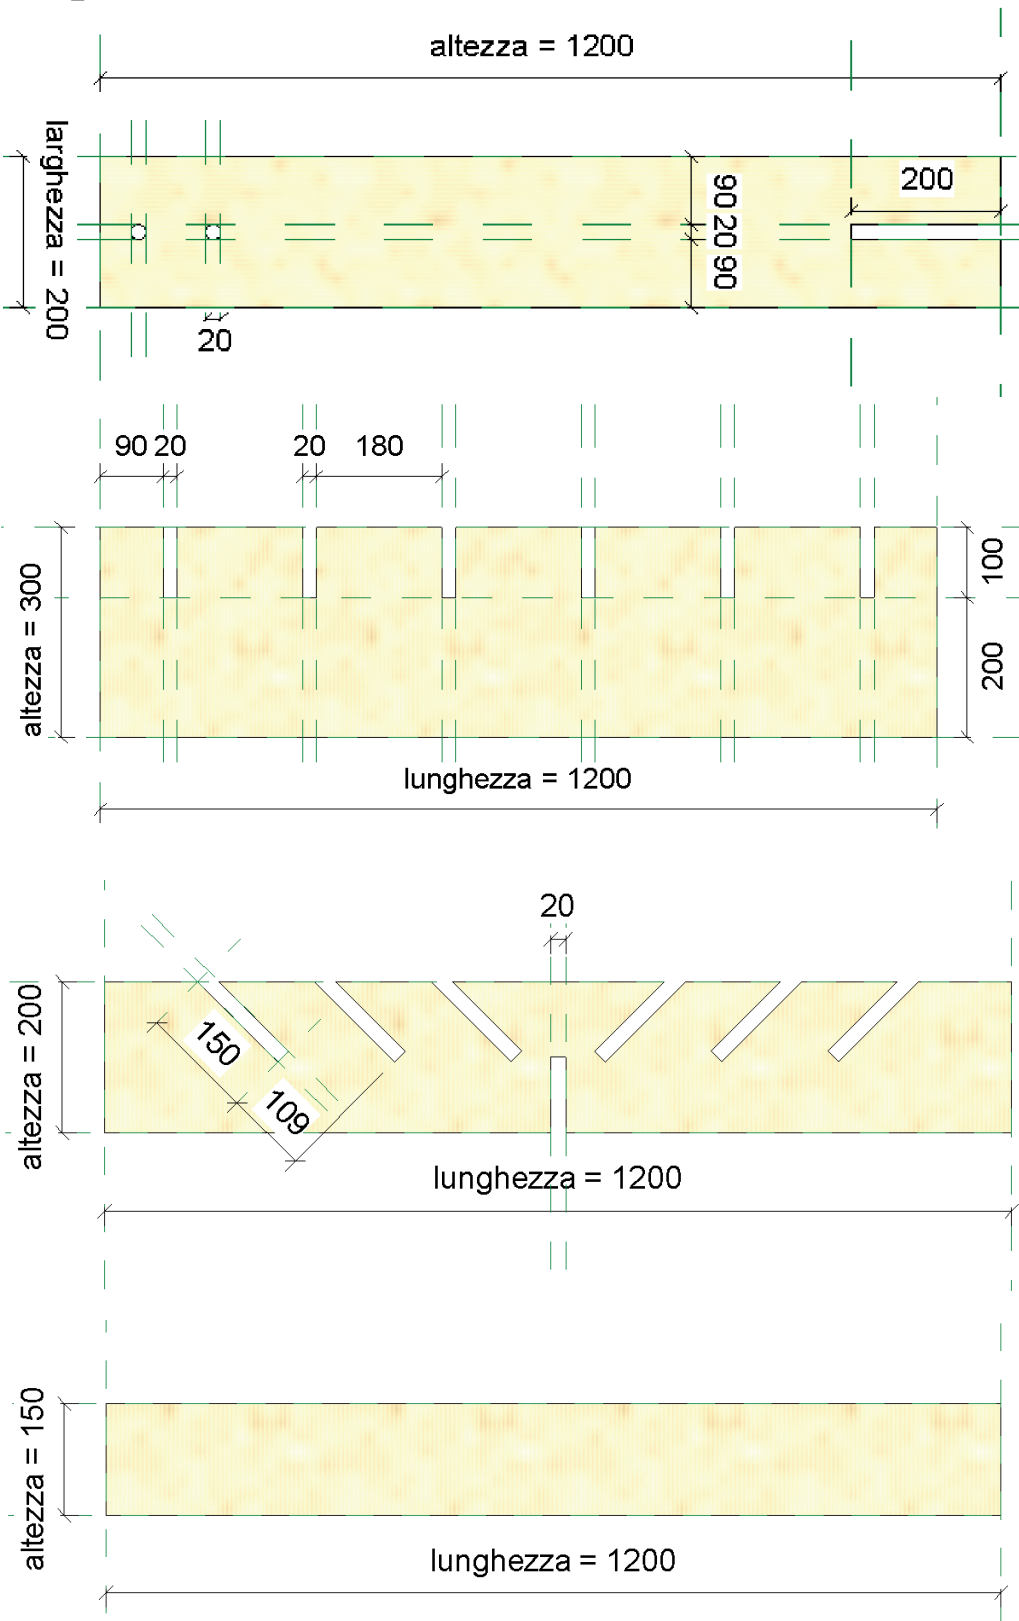 altezza = 1200
larghezza = 200
90 20 90
200
20
90 20
20
180
altezza = 300
100
200
lunghezza = 1200
20
altezza = 200
150
109
lunghezza = 1200
altezza = 150
lunghezza = 1200